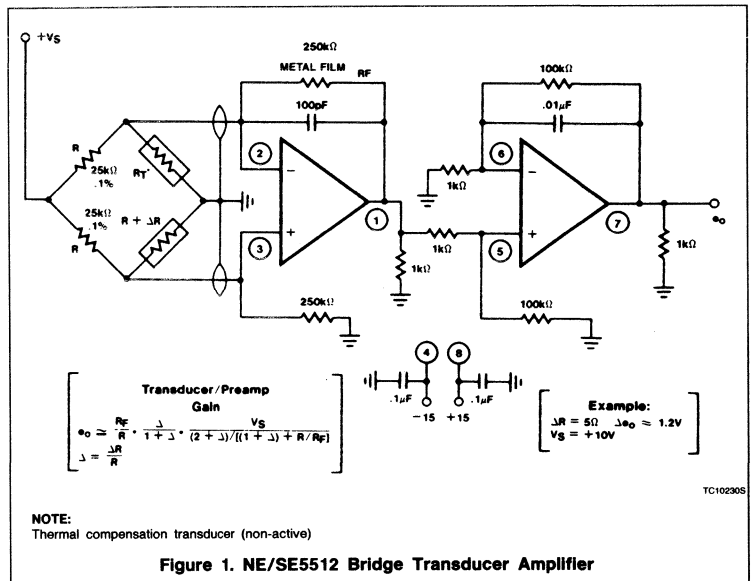 +VS
250kΩ
METAL FILM RF
100pF
R
25kΩ
.1%
RT*
25kΩ
.1%
R
R + ΔR
2
−
3
+
1
250kΩ
1kΩ
1kΩ
100kΩ
.01μF
6
−
1kΩ
5
+
7
100kΩ
1kΩ
eo
4
8
.1μF
.1μF
−15 +15
Transducer/Preamp
Gain
eo ≃ RF/R · Δ/(1 + Δ) · VS/((2 + Δ)/[(1 + Δ) + R/RF])
Δ = ΔR/R
Example:
ΔR = 5Ω Δeo ≈ 1.2V
VS = +10V
TC10230S
NOTE:
Thermal compensation transducer (non-active)
Figure 1. NE/SE5512 Bridge Transducer Amplifier